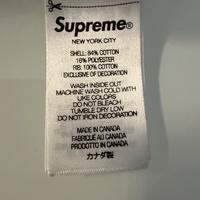 Supreme®
NEW YORK CITY
SHELL: 84% COTTON
16% POLYESTER
RIB: 100% COTTON
EXCLUSIVE OF DECORATION
WASH INSIDE OUT
MACHINE WASH COLD WITH
LIKE COLORS
DO NOT BLEACH
TUMBLE DRY LOW
DO NOT IRON DECORATION
MADE IN CANADA
FABRIQUÉ AU CANADA
PRODOTTO IN CANADA
カナダ製